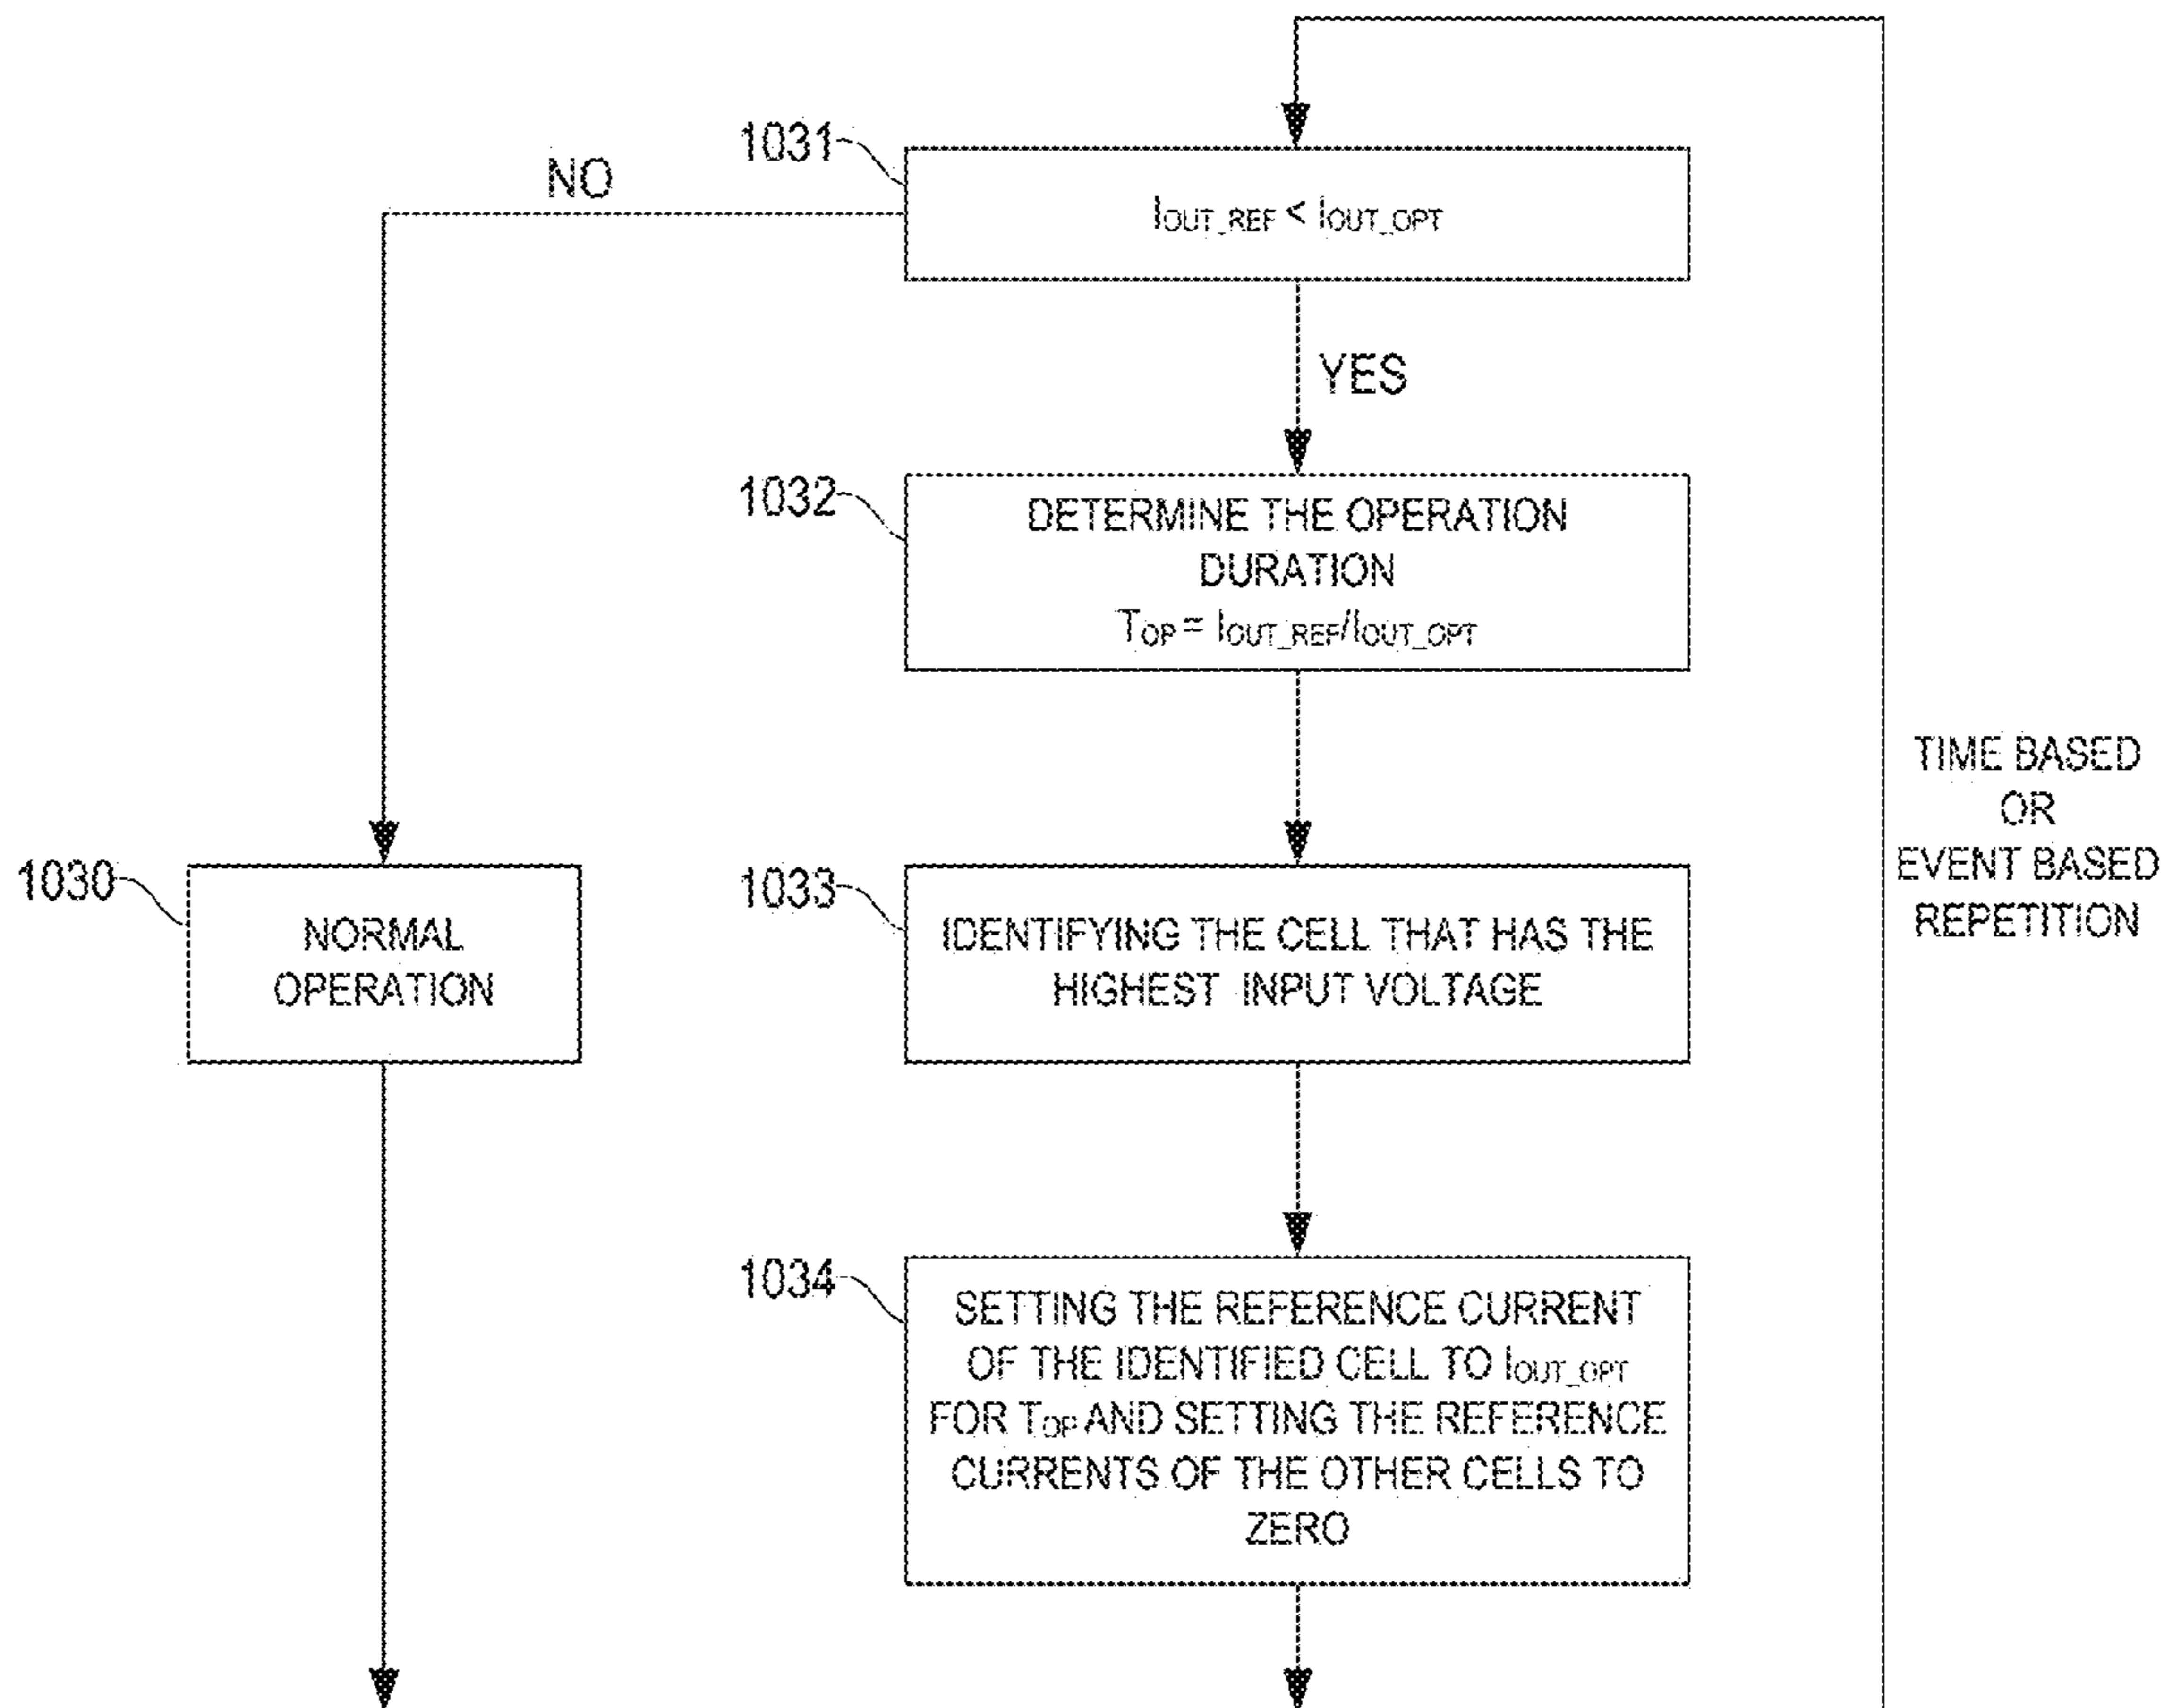 1031
NO
IOUT_REF < IOUT_OPT
YES
1032
DETERMINE THE OPERATION
DURATION
TOP = IOUT_REF/IOUT_OPT
TIME BASED
OR
EVENT BASED
REPETITION
1030
NORMAL
OPERATION
1033
IDENTIFYING THE CELL THAT HAS THE
HIGHEST INPUT VOLTAGE
1034
SETTING THE REFERENCE CURRENT
OF THE IDENTIFIED CELL TO IOUT_OPT
FOR TOP AND SETTING THE REFERENCE
CURRENTS OF THE OTHER CELLS TO
ZERO